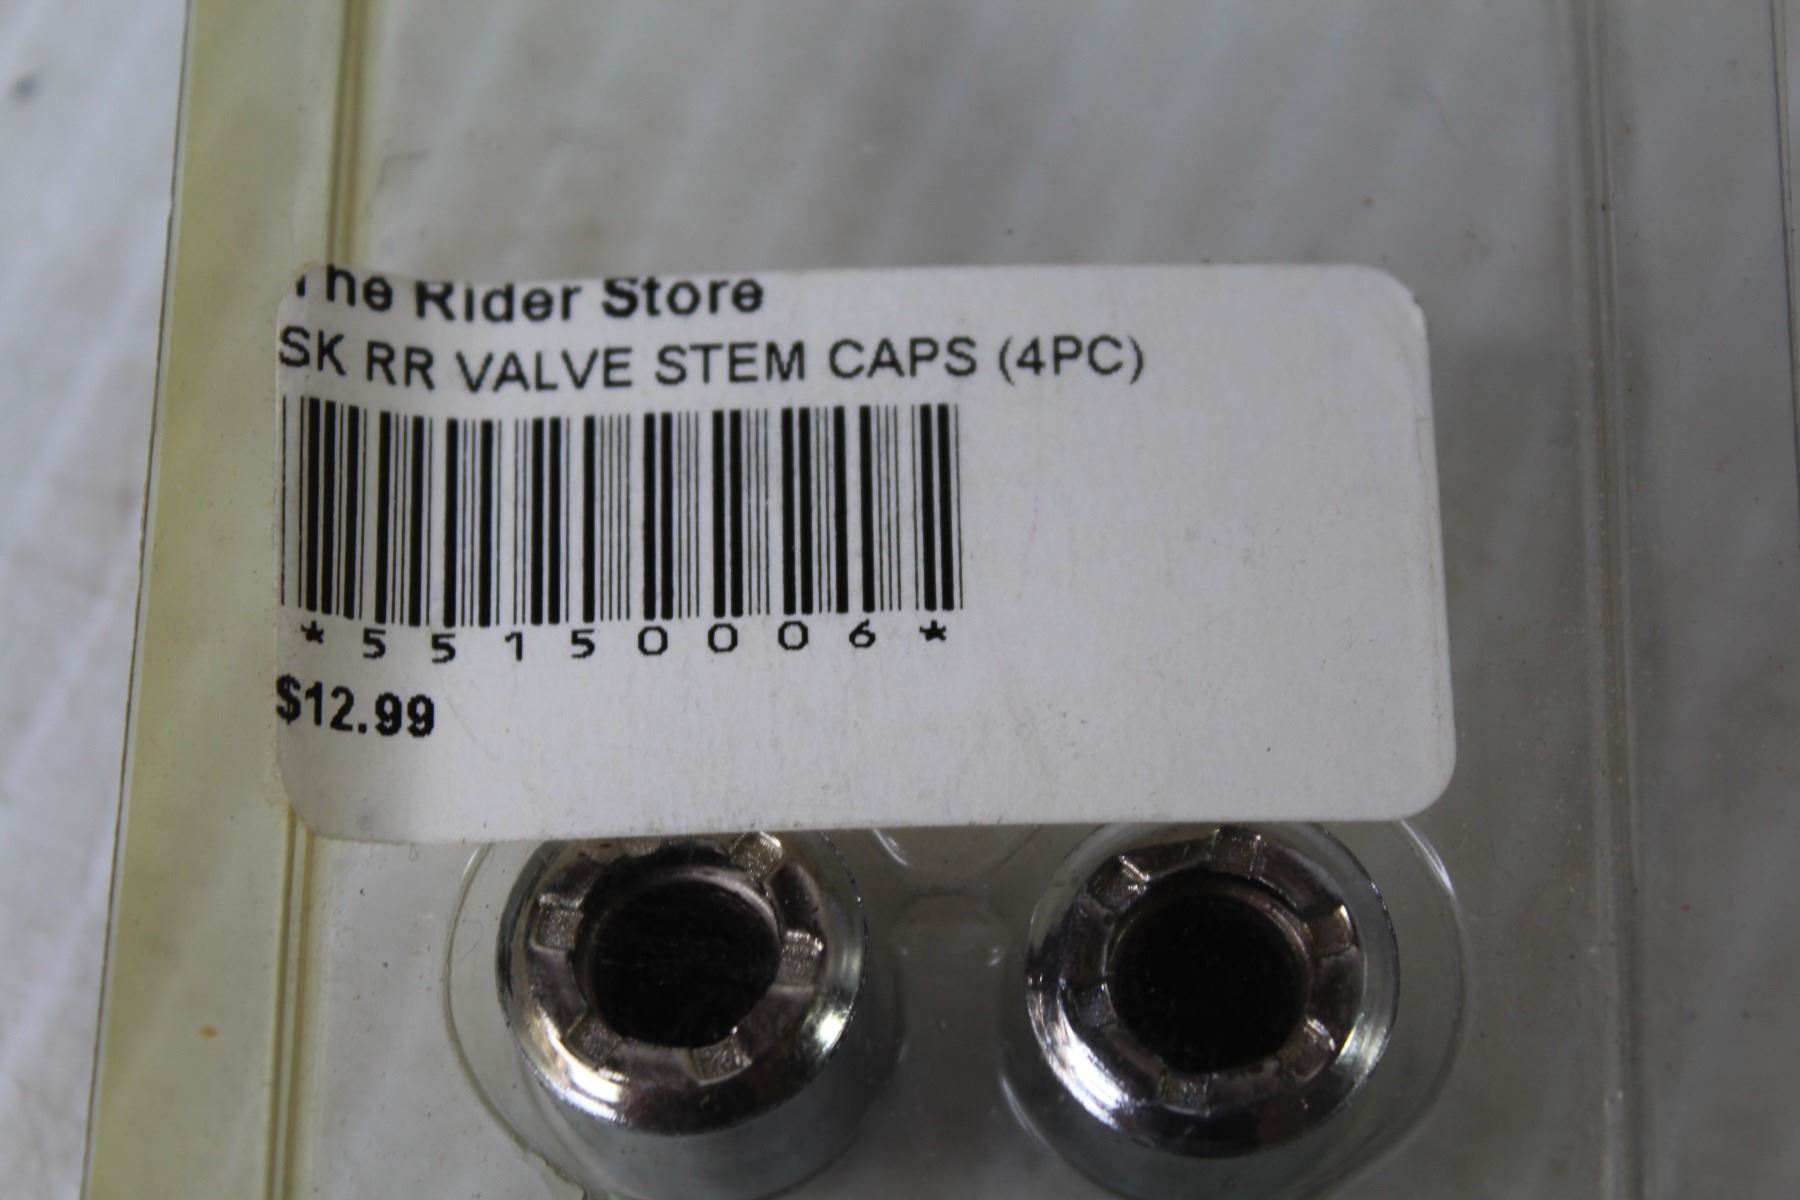 The Rider Store
SK RR VALVE STEM CAPS (4PC)
*55150006*
$12.99